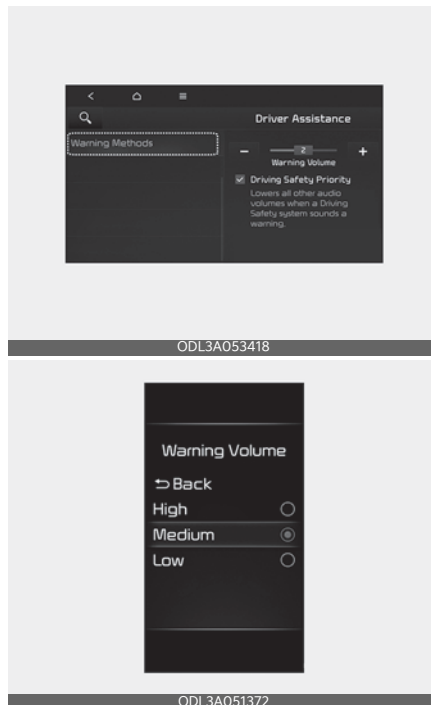 Driver Assistance
Warning Methods
− 2 +
Warning Volume
Driving Safety Priority
Lowers all other audio
volumes when a Driving
Safety system sounds a
warning.
ODL3A053418
Warning Volume
Back
High
Medium
Low
ODL3A051372